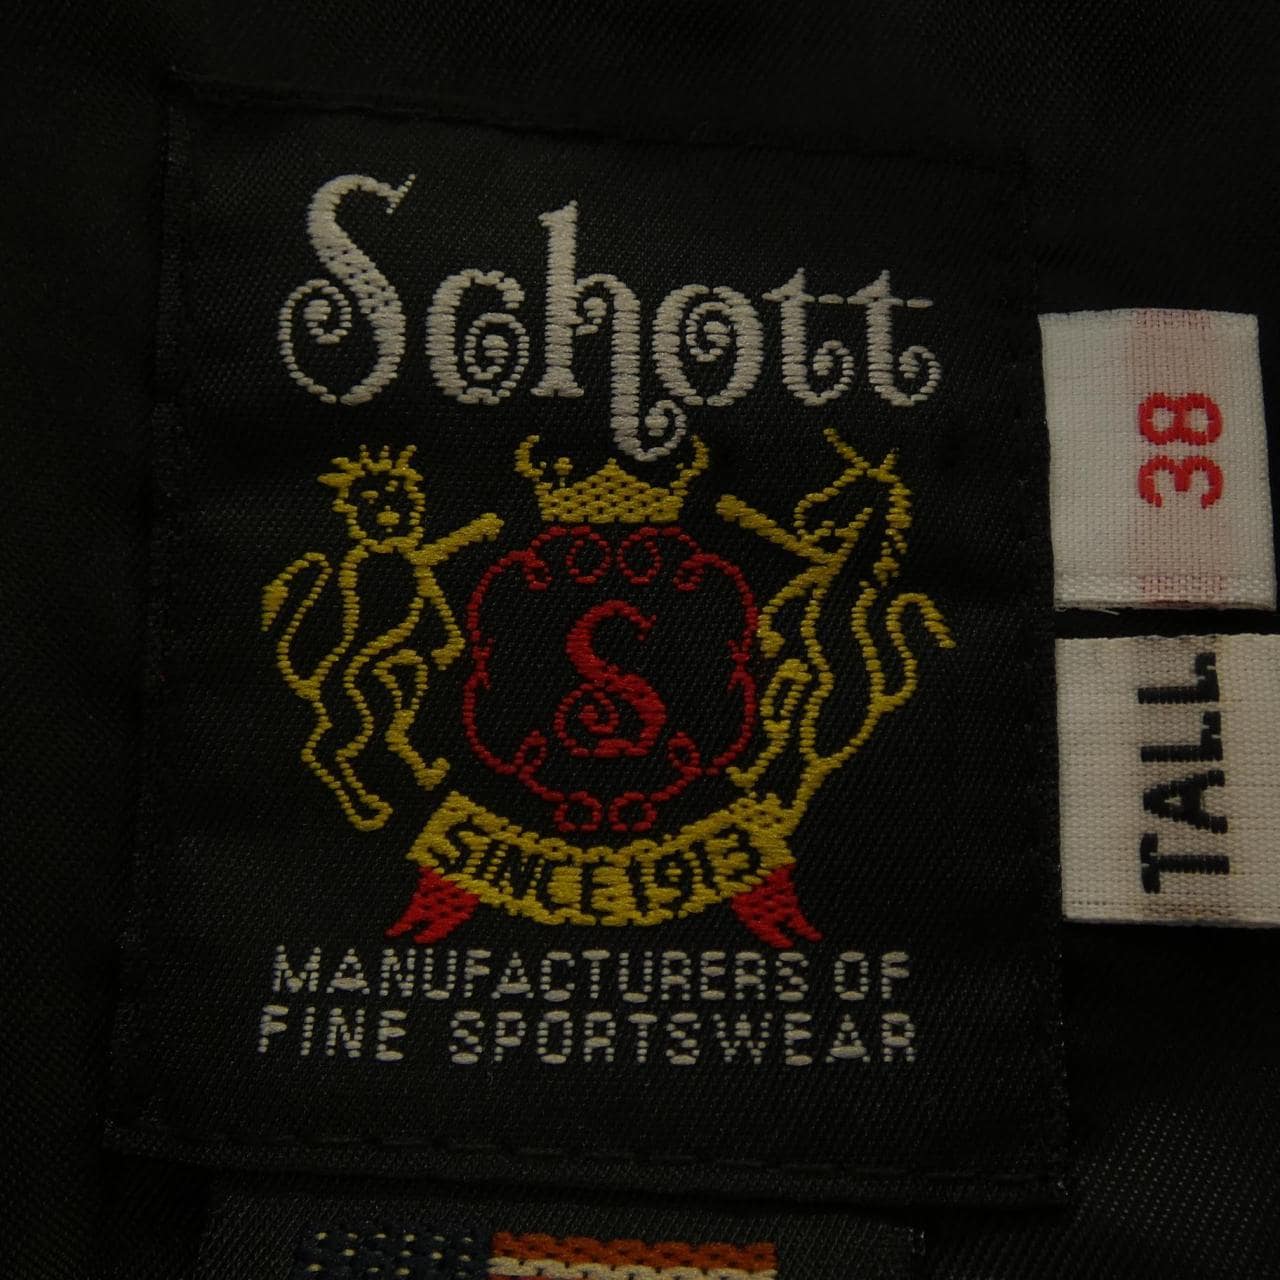 Schott
S
SINCE 1913
MANUFACTURERS OF
FINE SPORTSWEAR
38
TALL